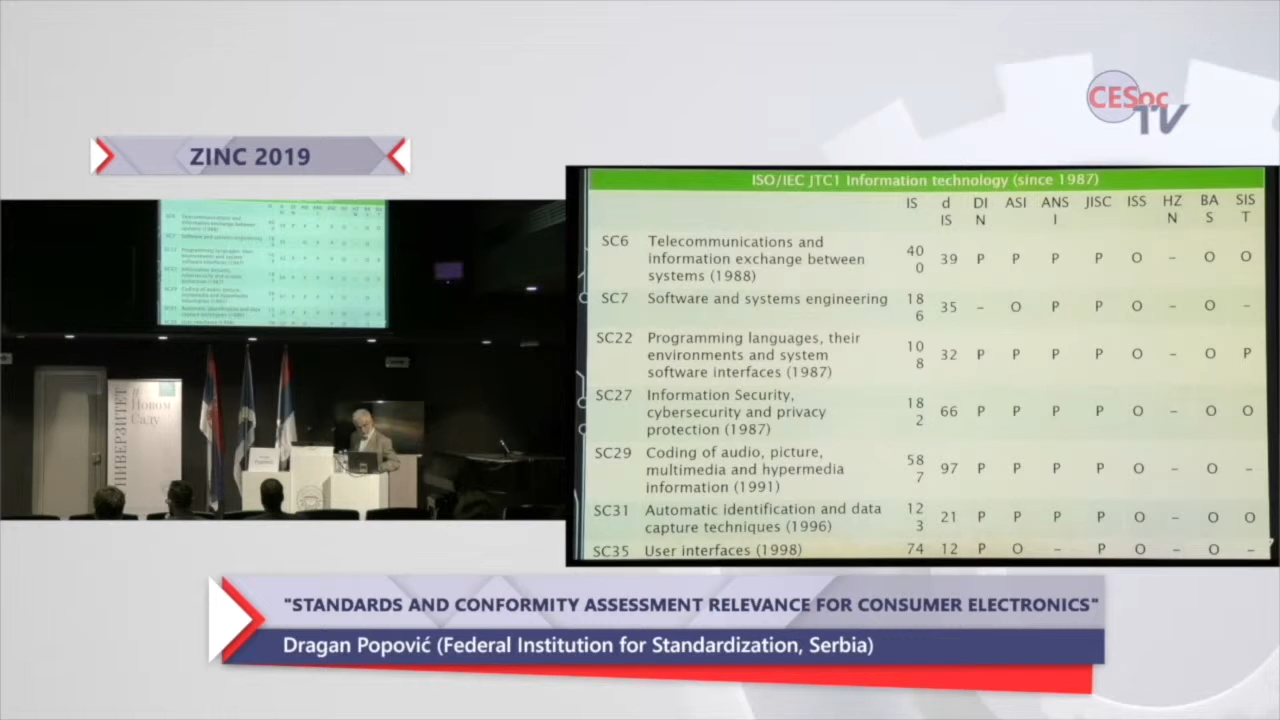 CESoc
TV
ZINC 2019
ISO/IEC JTC1 Information technology (since 1987)
IS d DI ASI ANS JISC ISS HZ BA SIS
IS N I N S T
SC6 Telecommunications and
information exchange between 40 39 P P P P O – O O
systems (1988) 0
SC7 Software and systems engineering 18 35 – O P P O – O –
6
SC22 Programming languages, their 10 32 P P P P O – O P
environments and system 8
software interfaces (1987)
SC27 Information Security, 18 66 P P P P O – O O
cybersecurity and privacy 2
protection (1987)
SC29 Coding of audio, picture, 58 97 P P P P O – O –
multimedia and hypermedia 7
information (1991)
SC31 Automatic identification and data 12 21 P P P P O – O O
capture techniques (1996) 3
SC35 User interfaces (1998) 74 12 P O – P O – O –
УНИВЕРЗИТЕТ
У Новом
Саду
"STANDARDS AND CONFORMITY ASSESSMENT RELEVANCE FOR CONSUMER ELECTRONICS"
Dragan Popović (Federal Institution for Standardization, Serbia)